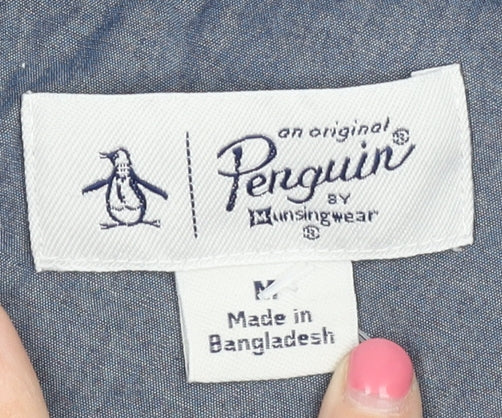 an original
Penguin®
BY
Munsingwear
®
M
Made in
Bangladesh